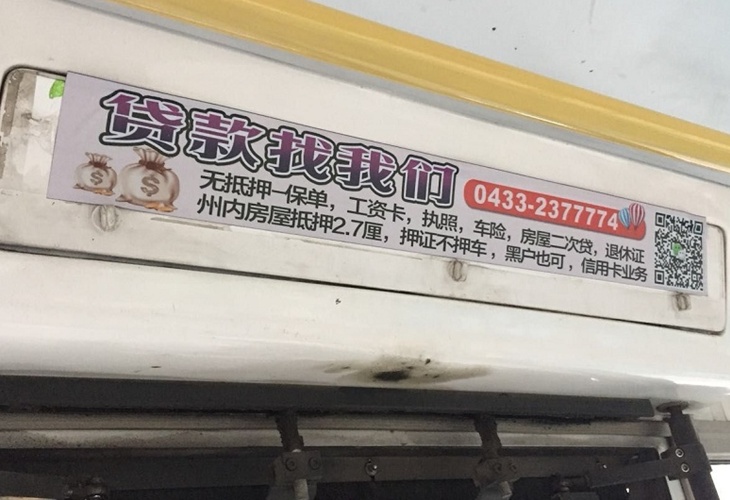 贷款找我们
0433-2377774
无抵押一保单，工资卡，执照，车险，房屋二次贷，退休证
州内房屋抵押2.7厘，押证不押车，黑户也可，信用卡业务
$
$